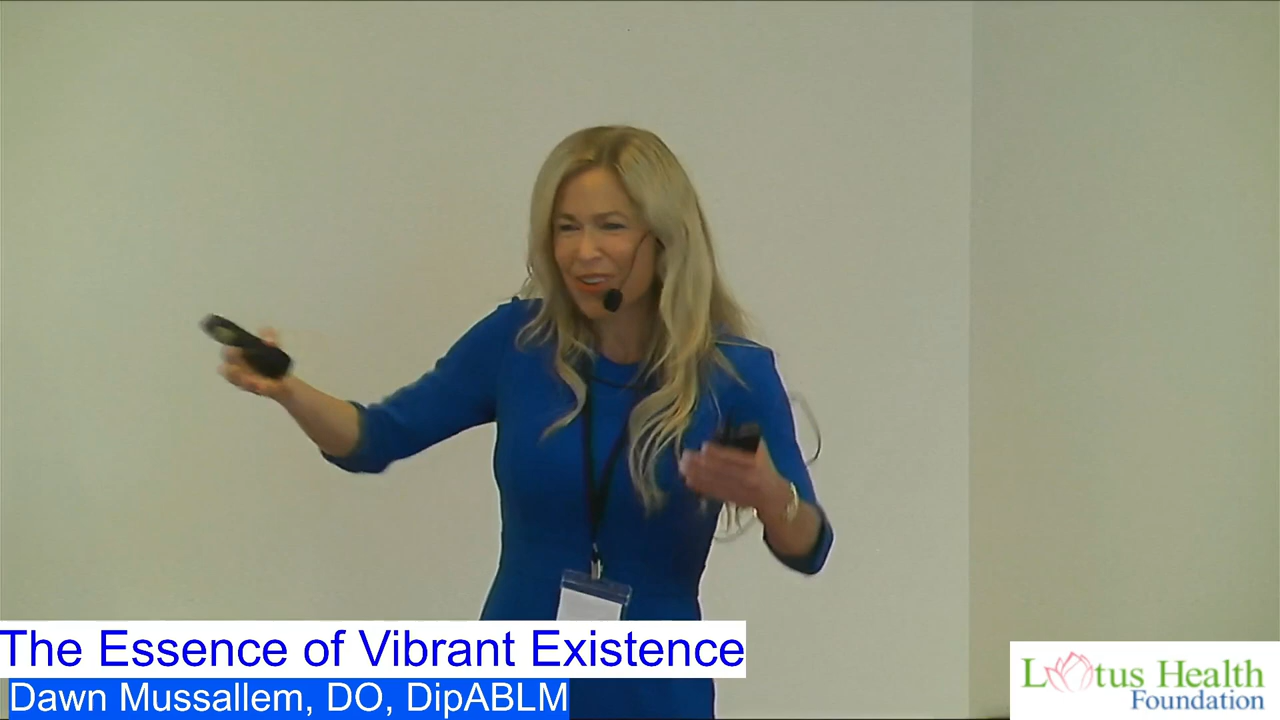 The Essence of Vibrant Existence
Dawn Mussallem, DO, DipABLM
Lotus Health
Foundation